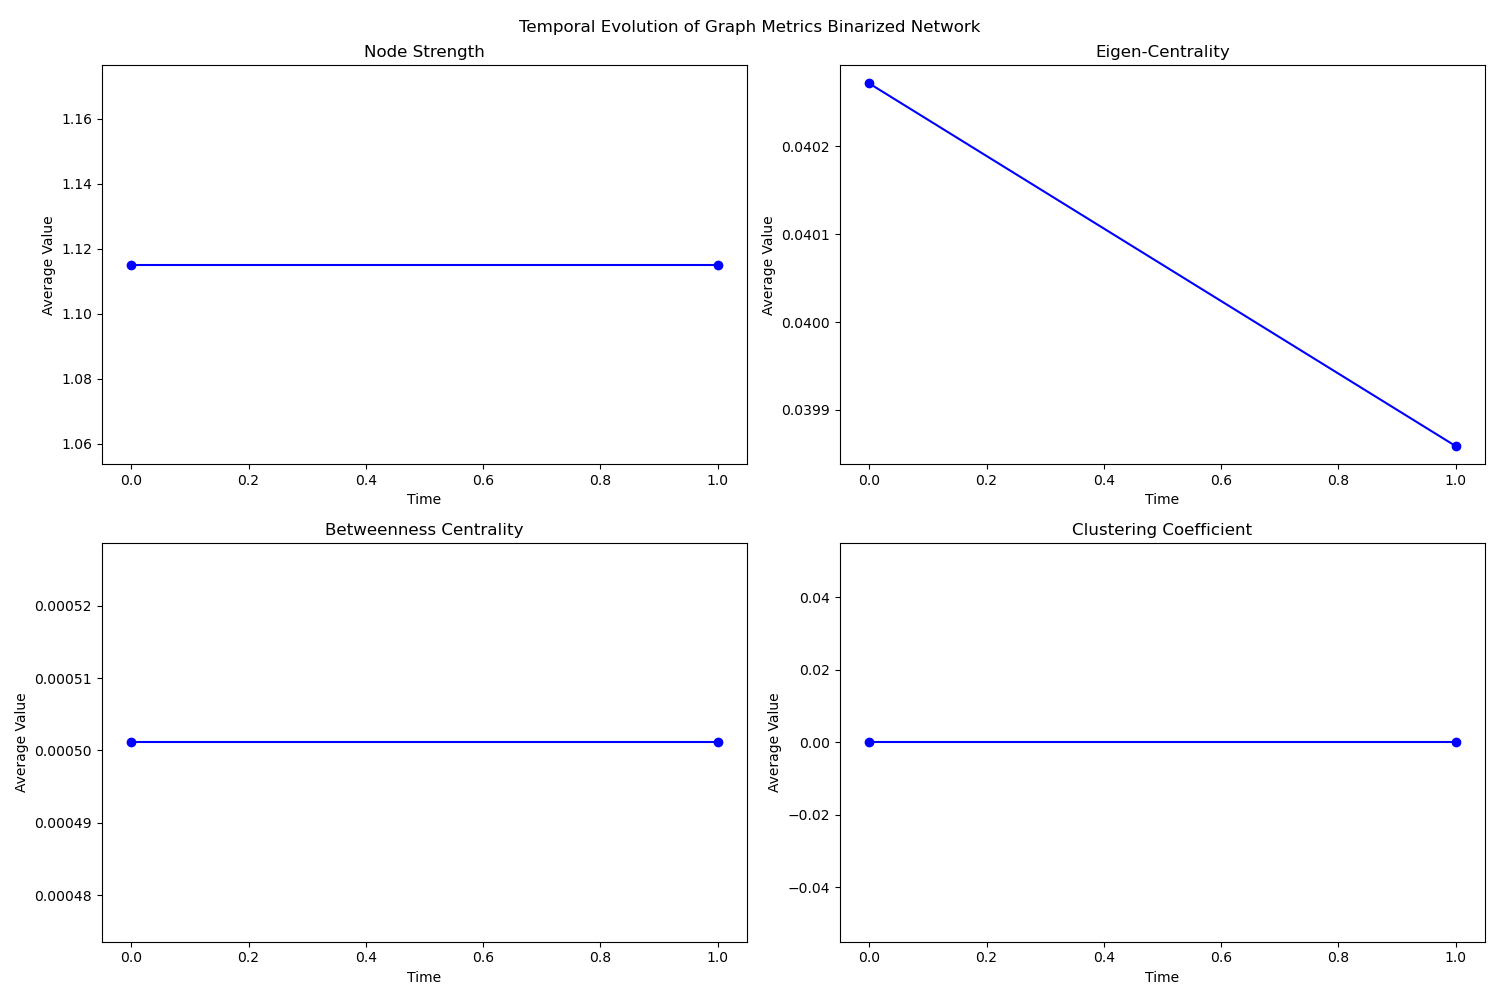 Temporal Evolution of Graph Metrics Binarized Network
Node Strength
1.16
1.14
1.12
1.10
1.08
1.06
Average Value
0.0 0.2 0.4 0.6 0.8 1.0
Time
Eigen-Centrality
0.0402
0.0401
0.0400
0.0399
Average Value
0.0 0.2 0.4 0.6 0.8 1.0
Time
Betweenness Centrality
0.00052
0.00051
0.00050
0.00049
0.00048
Average Value
0.0 0.2 0.4 0.6 0.8 1.0
Time
Clustering Coefficient
0.04
0.02
0.00
−0.02
−0.04
Average Value
0.0 0.2 0.4 0.6 0.8 1.0
Time